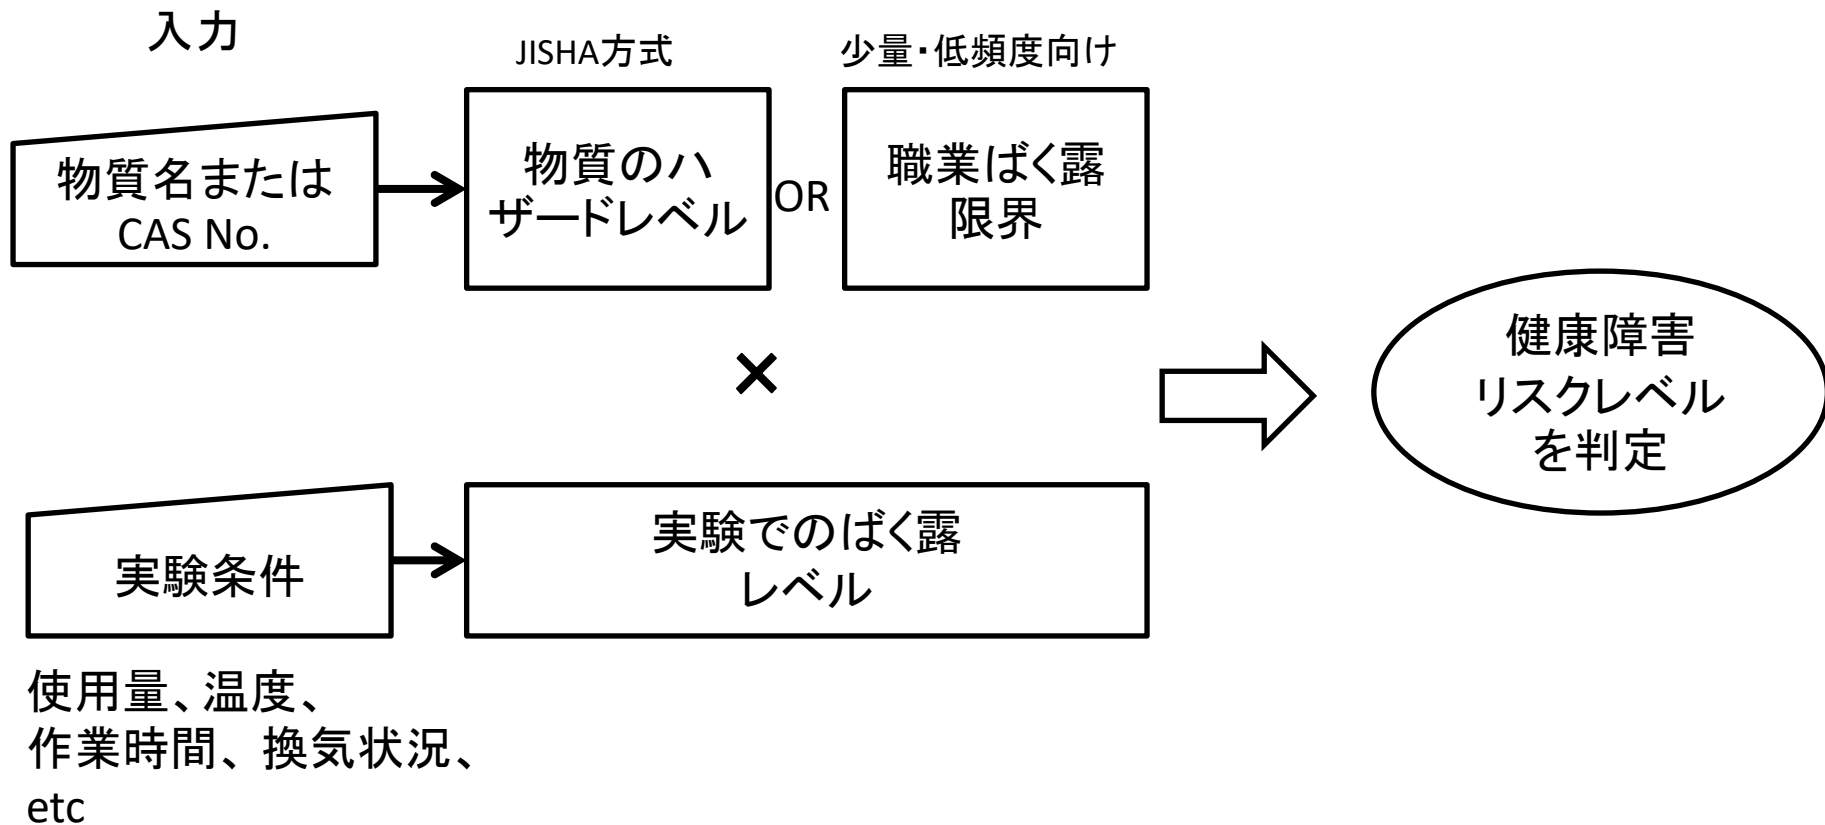 入力
JISHA方式
少量・低頻度向け
物質名または
CAS No.
物質のハ
ザードレベル
OR
職業ばく露
限界
×
健康障害
リスクレベル
を判定
実験条件
実験でのばく露
レベル
使用量、温度、
作業時間、換気状況、
etc